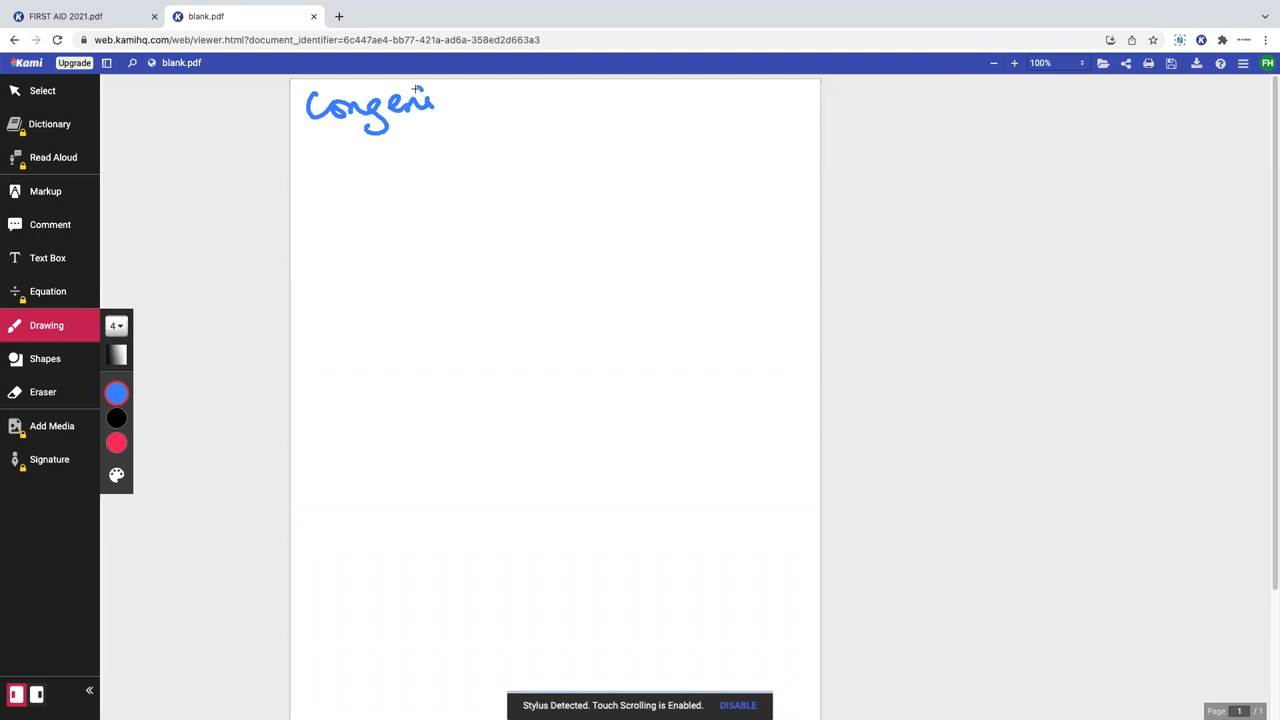 FIRST AID 2021.pdf
blank.pdf
web.kamihq.com/web/viewer.html?document_identifier=6c447ae4-bb77-421a-ad6a-358ed2d663a3
Kami
Upgrade
blank.pdf
100%
FH
Select
Dictionary
Read Aloud
Markup
Comment
Text Box
Equation
Drawing
Shapes
Eraser
Add Media
Signature
4
Congeni
Stylus Detected. Touch Scrolling is Enabled. DISABLE
Page 1 / 1